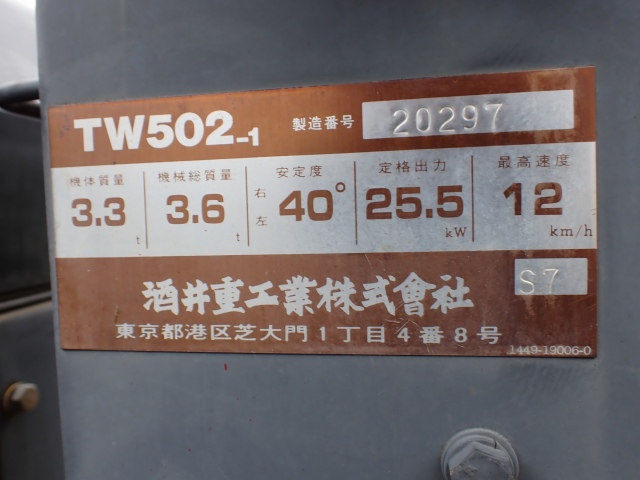 TW502-1 製造番号 20297
機体質量 機械総質量 安定度 定格出力 最高速度
3.3 t 3.6 t 右 左 40° 25.5 kW 12 km/h
酒井重工業株式會社 S7
東京都港区芝大門1丁目4番8号
1449-19006-0